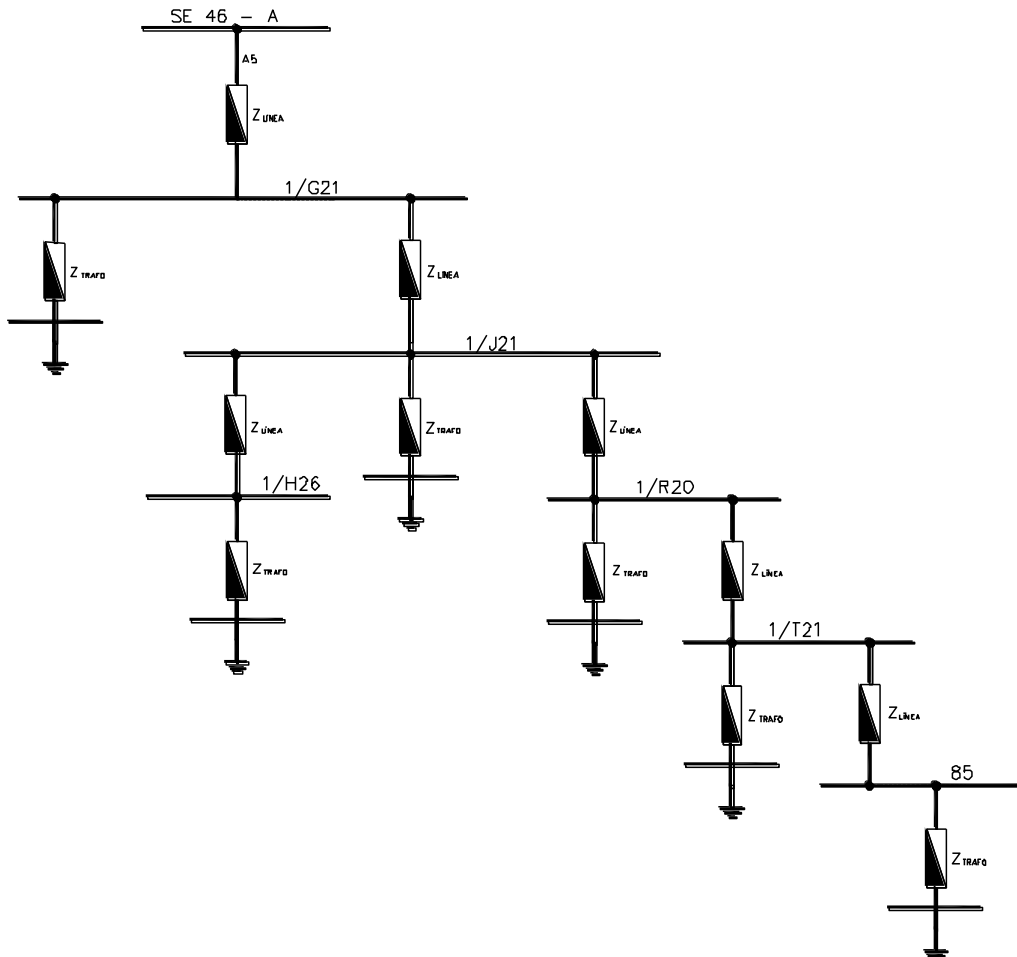 SE 46 - A
A5
Z LÍNEA
1/G21
Z TRAFO
Z LÍNEA
1/J21
Z LÍNEA
Z TRAFO
Z LÍNEA
1/H26
1/R20
Z TRAFO
Z TRAFO
Z LÍNEA
1/T21
Z TRAFO
Z LÍNEA
85
Z TRAFO